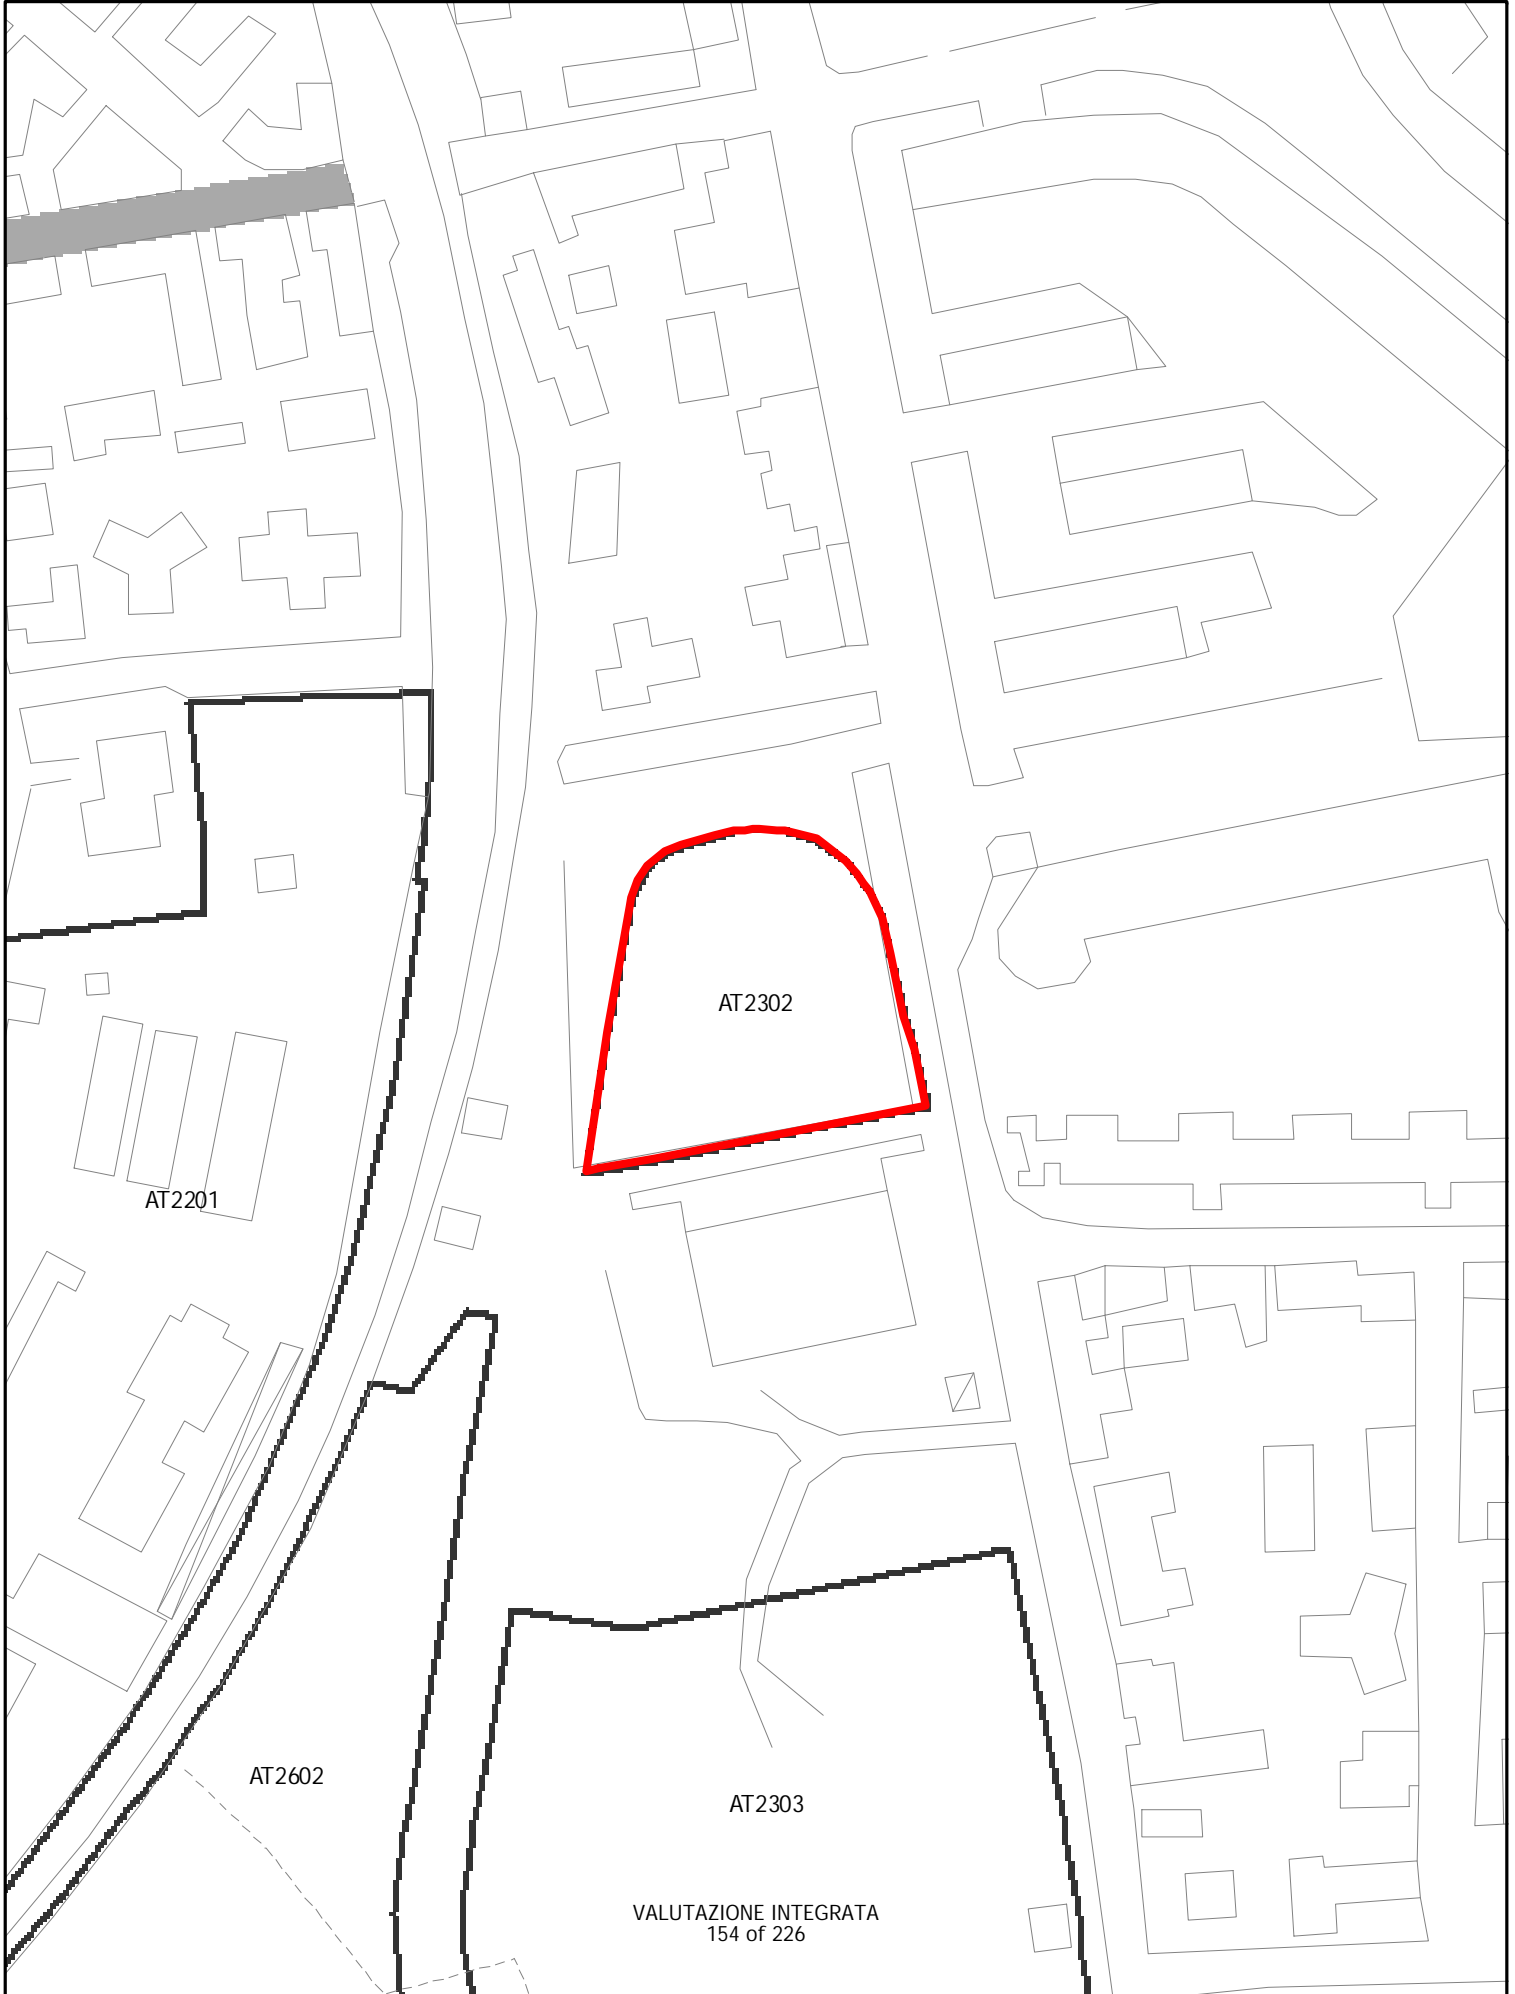 AT2302
AT2201
AT2602
AT2303
VALUTAZIONE INTEGRATA
154 of 226